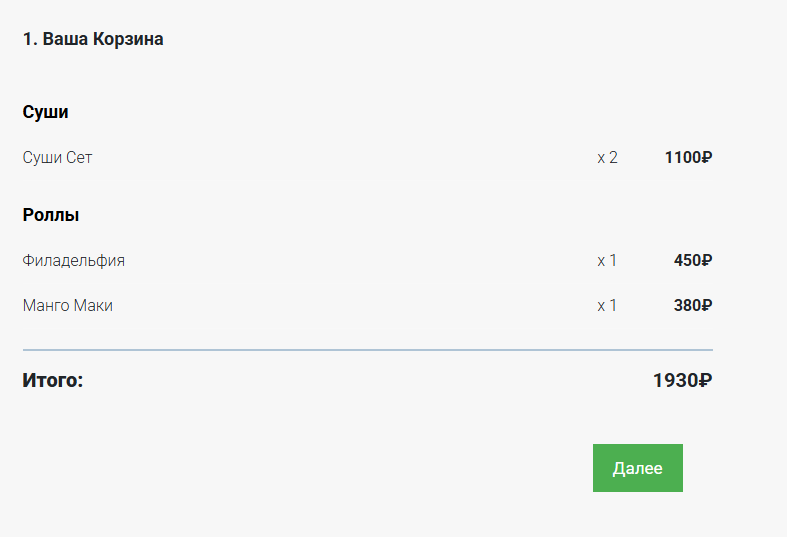 1. Ваша Корзина
Суши
Суши Сет x 2 1100₽
Роллы
Филадельфия x 1 450₽
Манго Маки x 1 380₽
Итого: 1930₽
Далее